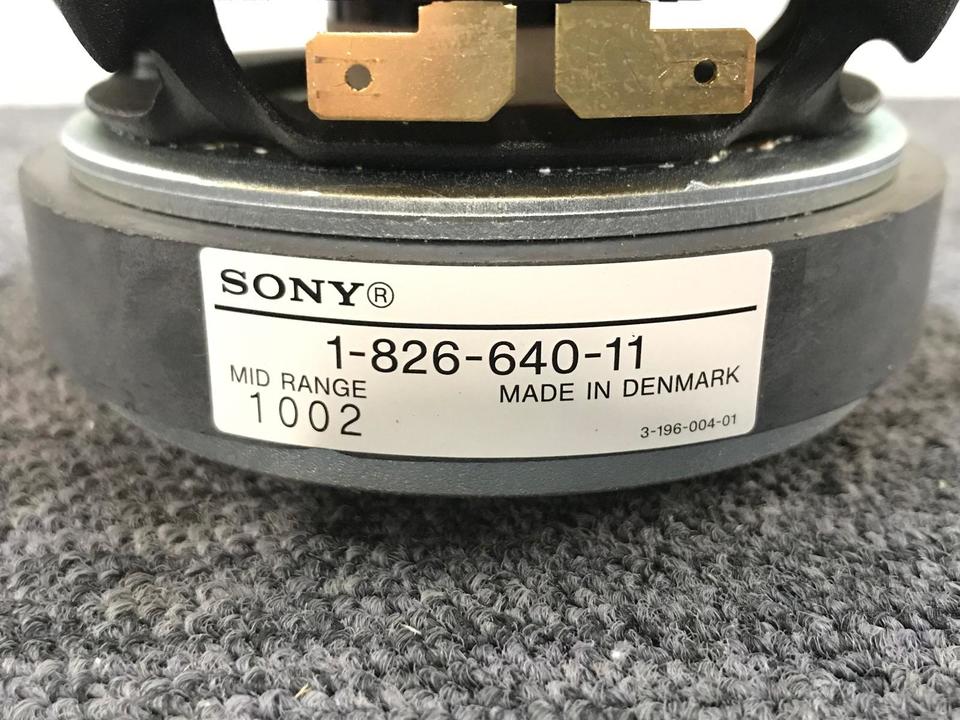 SONY®
1-826-640-11
MID RANGE MADE IN DENMARK
1002
3-196-004-01